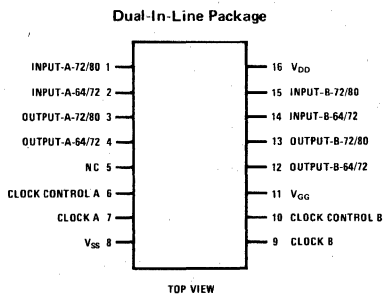 Dual-In-Line Package
INPUT-A-72/80 1
INPUT-A-64/72 2
OUTPUT-A-72/80 3
OUTPUT-A-64/72 4
NC 5
CLOCK CONTROL A 6
CLOCK A 7
VSS 8
16 VDD
15 INPUT-B-72/80
14 INPUT-B-64/72
13 OUTPUT-B-72/80
12 OUTPUT-B-64/72
11 VGG
10 CLOCK CONTROL B
9 CLOCK B
TOP VIEW